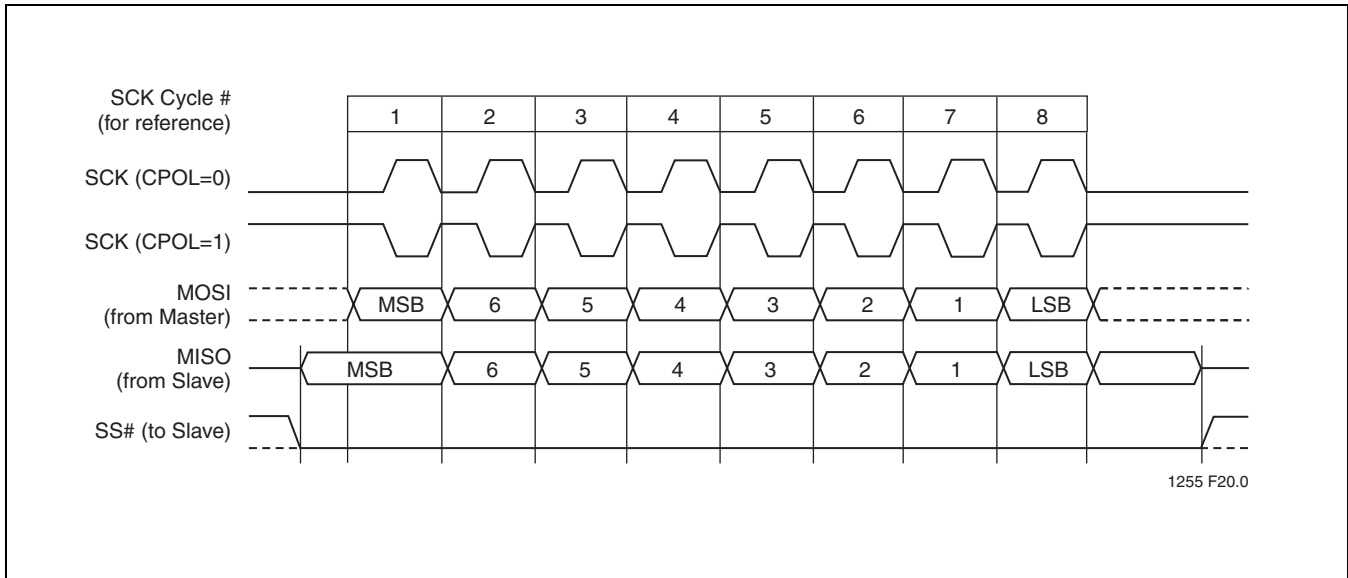 SCK Cycle #
(for reference)
1 2 3 4 5 6 7 8
SCK (CPOL=0)
SCK (CPOL=1)
MOSI
(from Master)
MSB 6 5 4 3 2 1 LSB
MISO
(from Slave)
MSB 6 5 4 3 2 1 LSB
SS# (to Slave)
1255 F20.0